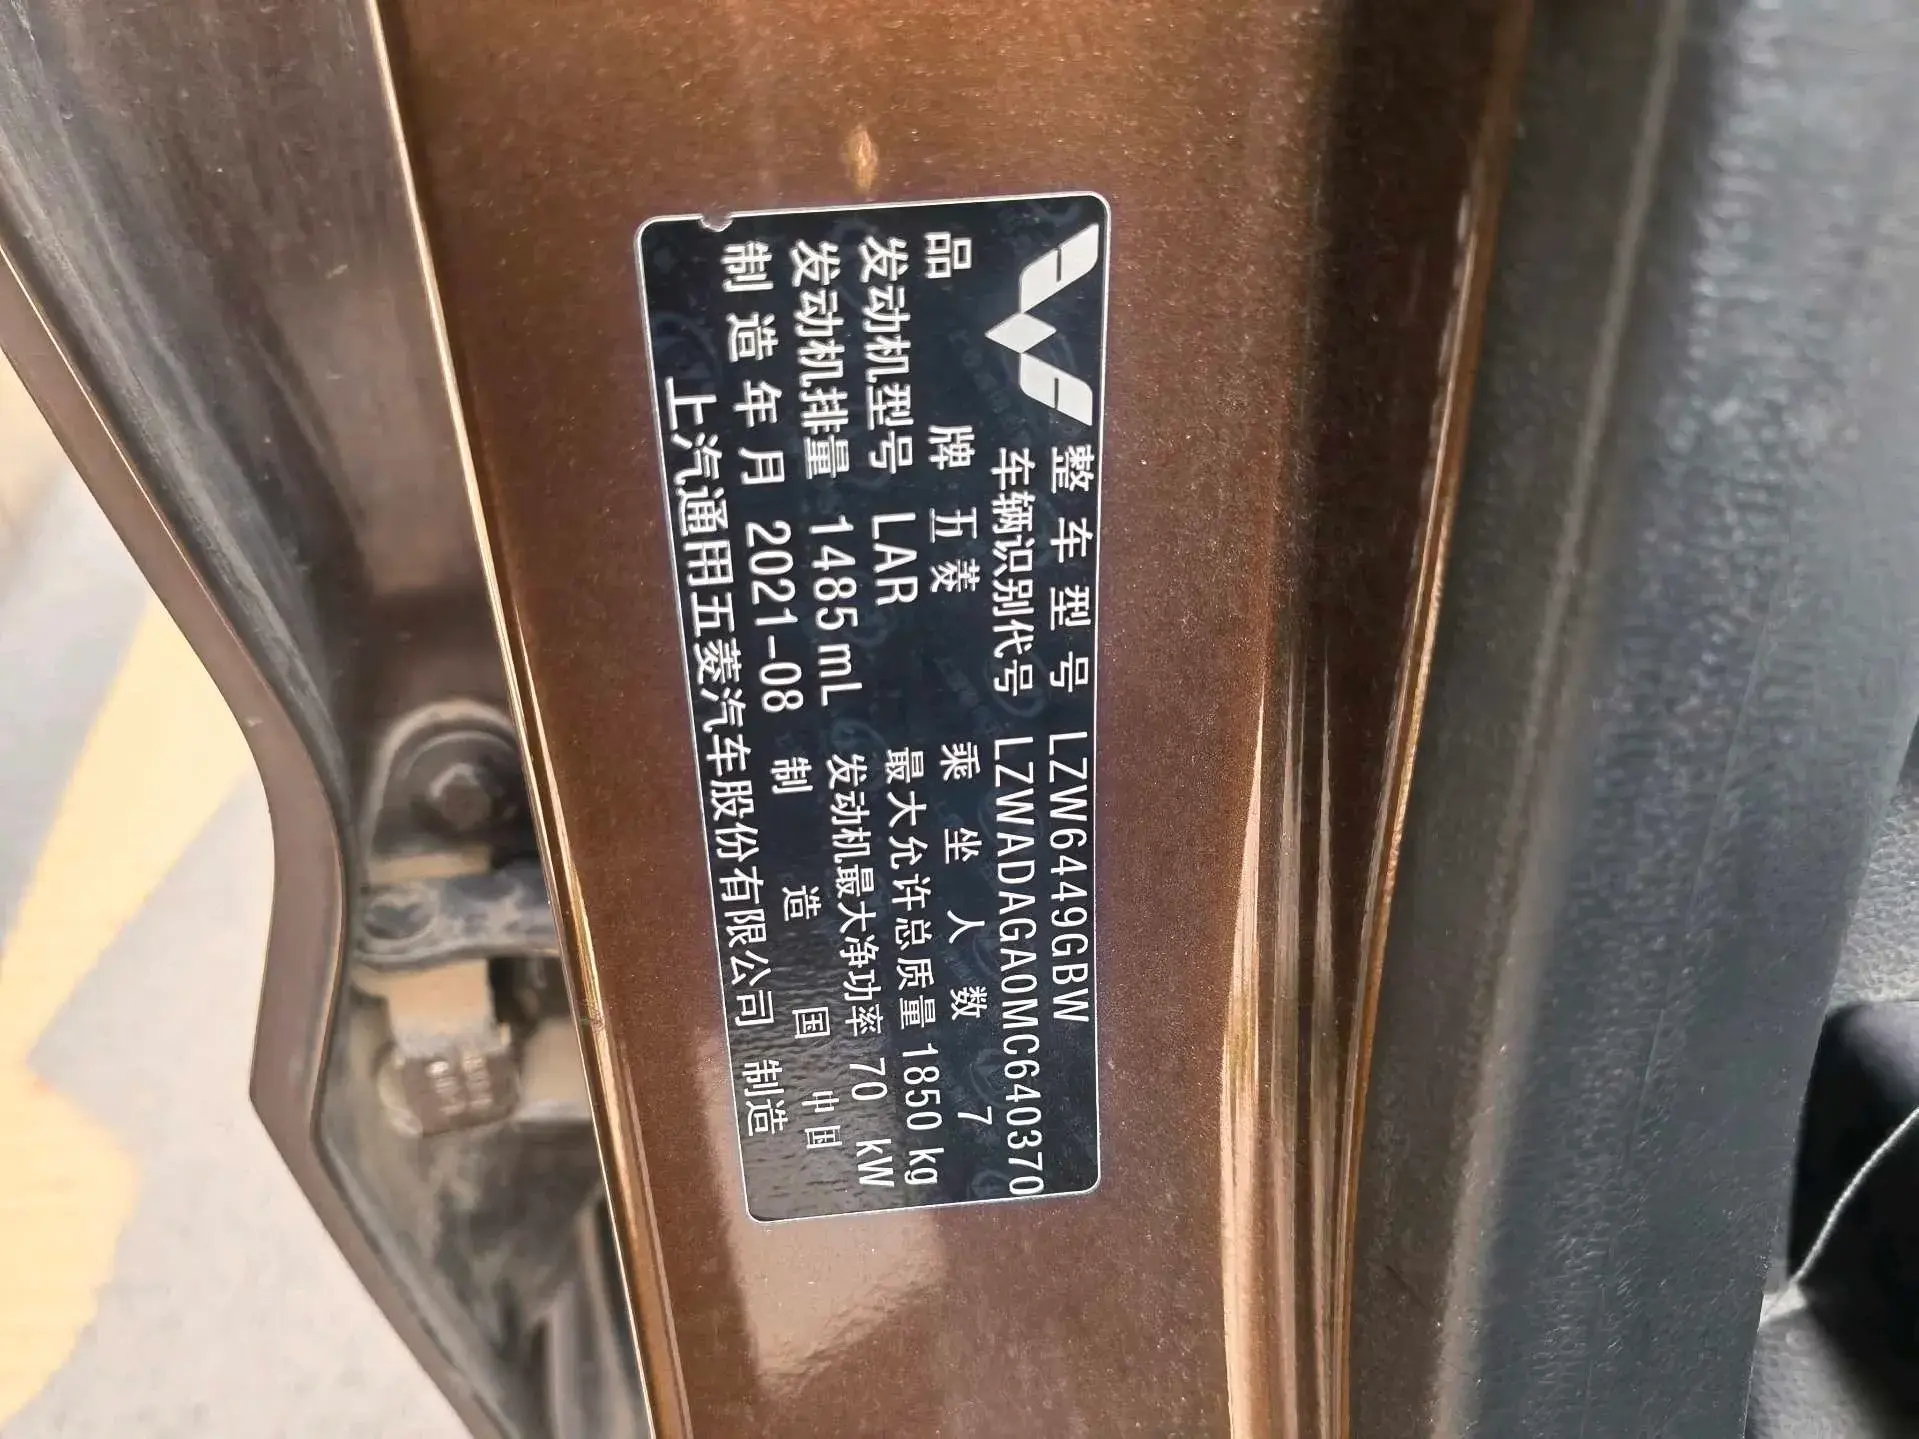 整车型号 LZW6449GBW
车辆识别代号 LZWADAGA0MC640370
品牌 五菱 乘坐人数 7
发动机型号 LAR 最大允许总质量 1850 kg
发动机排量 1485 mL 发动机最大净功率 70 kW
制造年月 2021-08 制造国 中国
上汽通用五菱汽车股份有限公司 制造